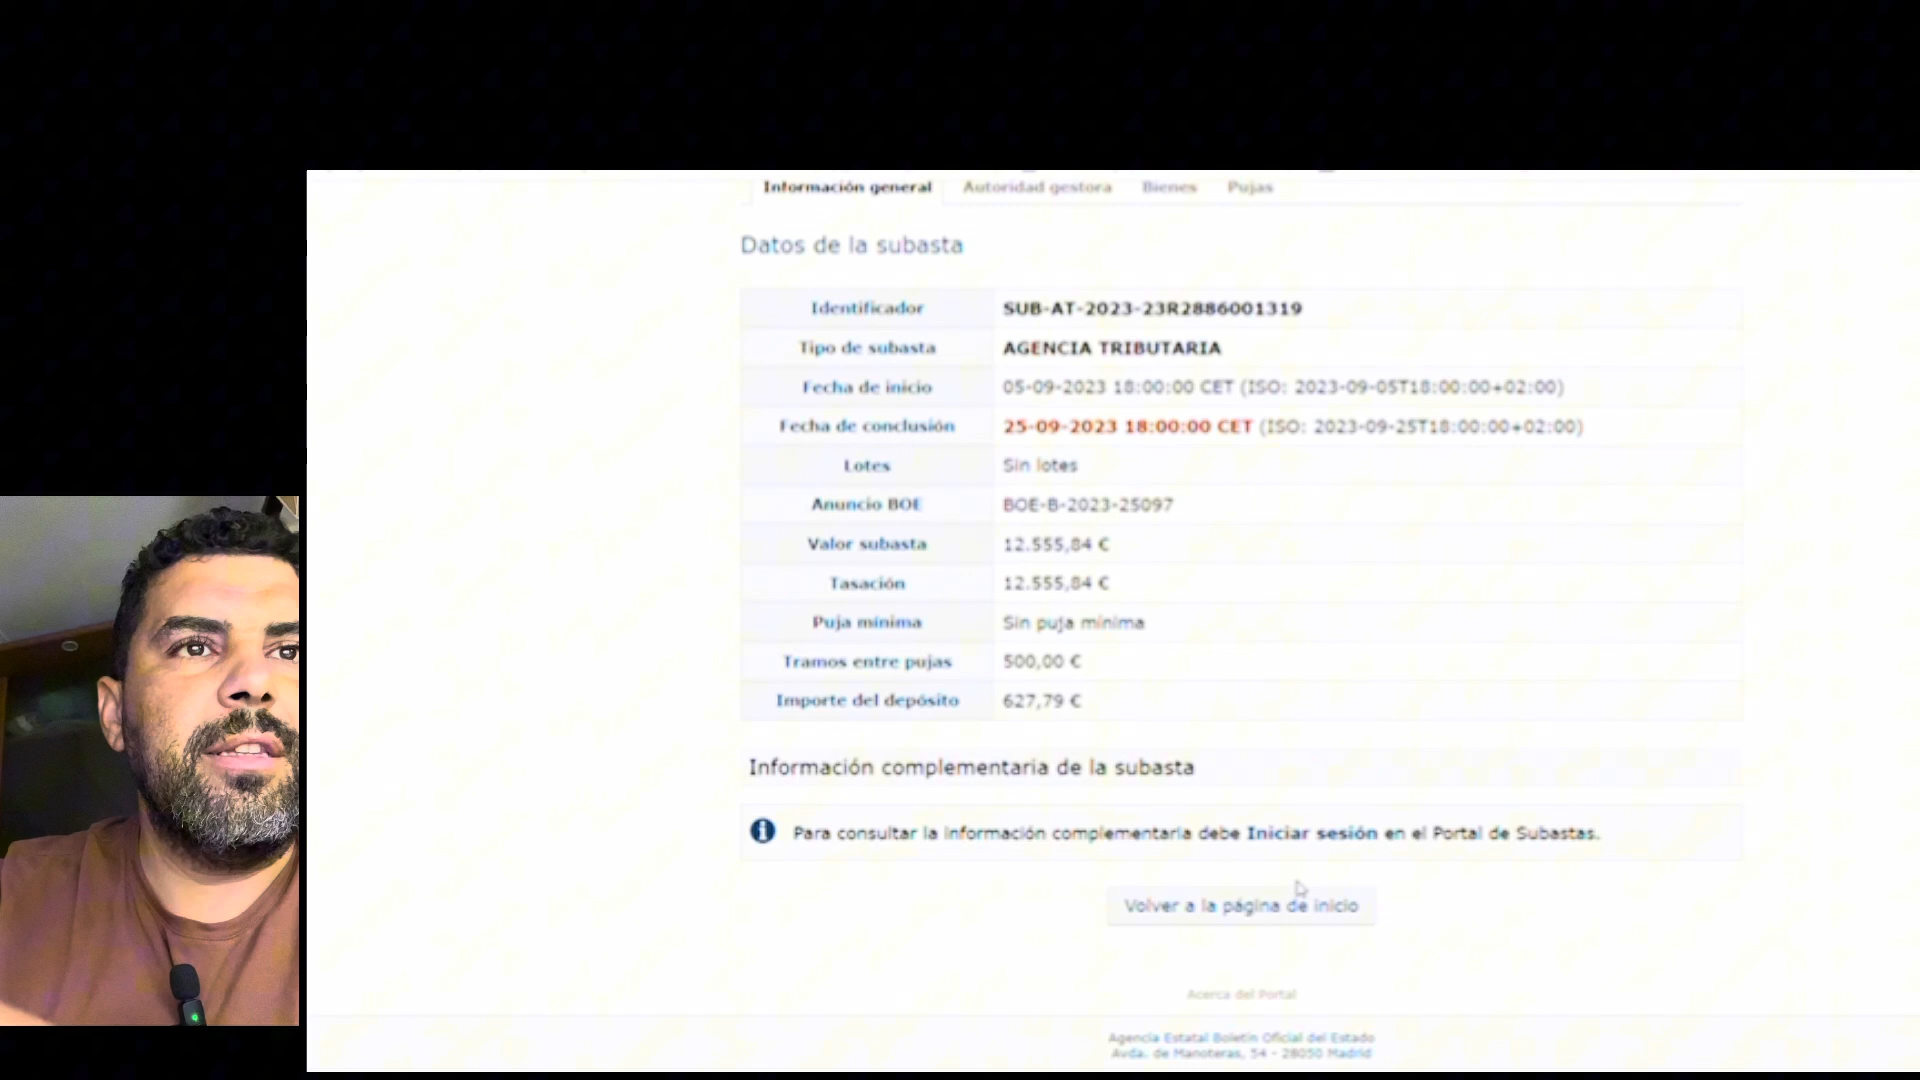 Información general Autoridad gestora Bienes Pujas
Datos de la subasta
Identificador SUB-AT-2023-23R2886001319
Tipo de subasta AGENCIA TRIBUTARIA
Fecha de inicio 05-09-2023 18:00:00 CET (ISO: 2023-09-05T18:00:00+02:00)
Fecha de conclusión 25-09-2023 18:00:00 CET (ISO: 2023-09-25T18:00:00+02:00)
Lotes Sin lotes
Anuncio BOE BOE-B-2023-25097
Valor subasta 12.555,84 €
Tasación 12.555,84 €
Puja mínima Sin puja mínima
Tramos entre pujas 500,00 €
Importe del depósito 627,79 €
Información complementaria de la subasta
Para consultar la información complementaria debe Iniciar sesión en el Portal de Subastas.
Volver a la página de inicio
Acerca del Portal
Agencia Estatal Boletín Oficial del Estado
Avda. de Manoteras, 54 - 28050 Madrid